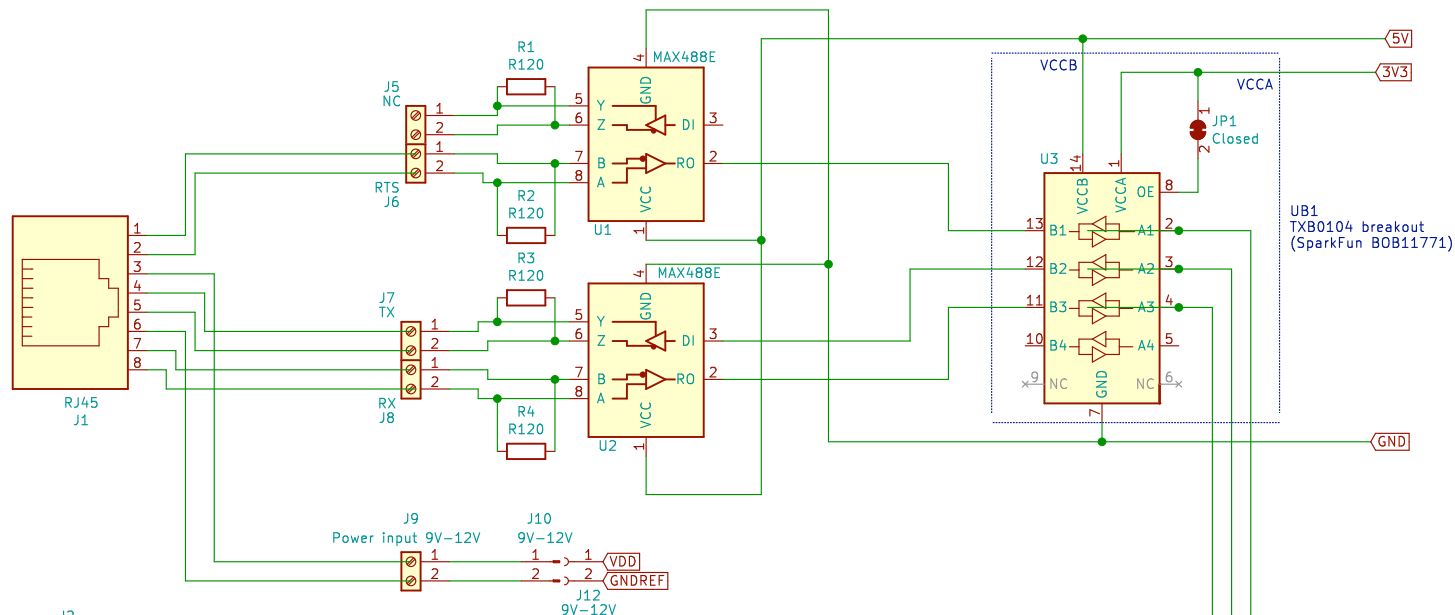 R1
R120
J5
NC
1
2
1
2
RTS
J6
R2
R120
MAX488E
4
GND
5
Y
6
Z
DI
3
7
B
RO
2
8
A
VCC
U1
1
R3
R120
J7
TX
1
2
1
2
RX
J8
R4
R120
MAX488E
4
GND
5
Y
6
Z
DI
3
7
B
RO
2
8
A
VCC
U2
1
1
2
3
4
5
6
7
8
RJ45
J1
5V
3V3
VCCB
VCCA
1
JP1
Closed
2
U3
14
1
VCCB
VCCA
OE
8
13
B1
A1
2
12
B2
A2
3
11
B3
A3
4
10
B4
A4
5
9
NC
NC
6
GND
7
UB1
TXB0104 breakout
(SparkFun BOB11771)
GND
J9
Power input 9V-12V
1
2
J10
9V-12V
1
1
VDD
2
2
GNDREF
J12
9V-12V